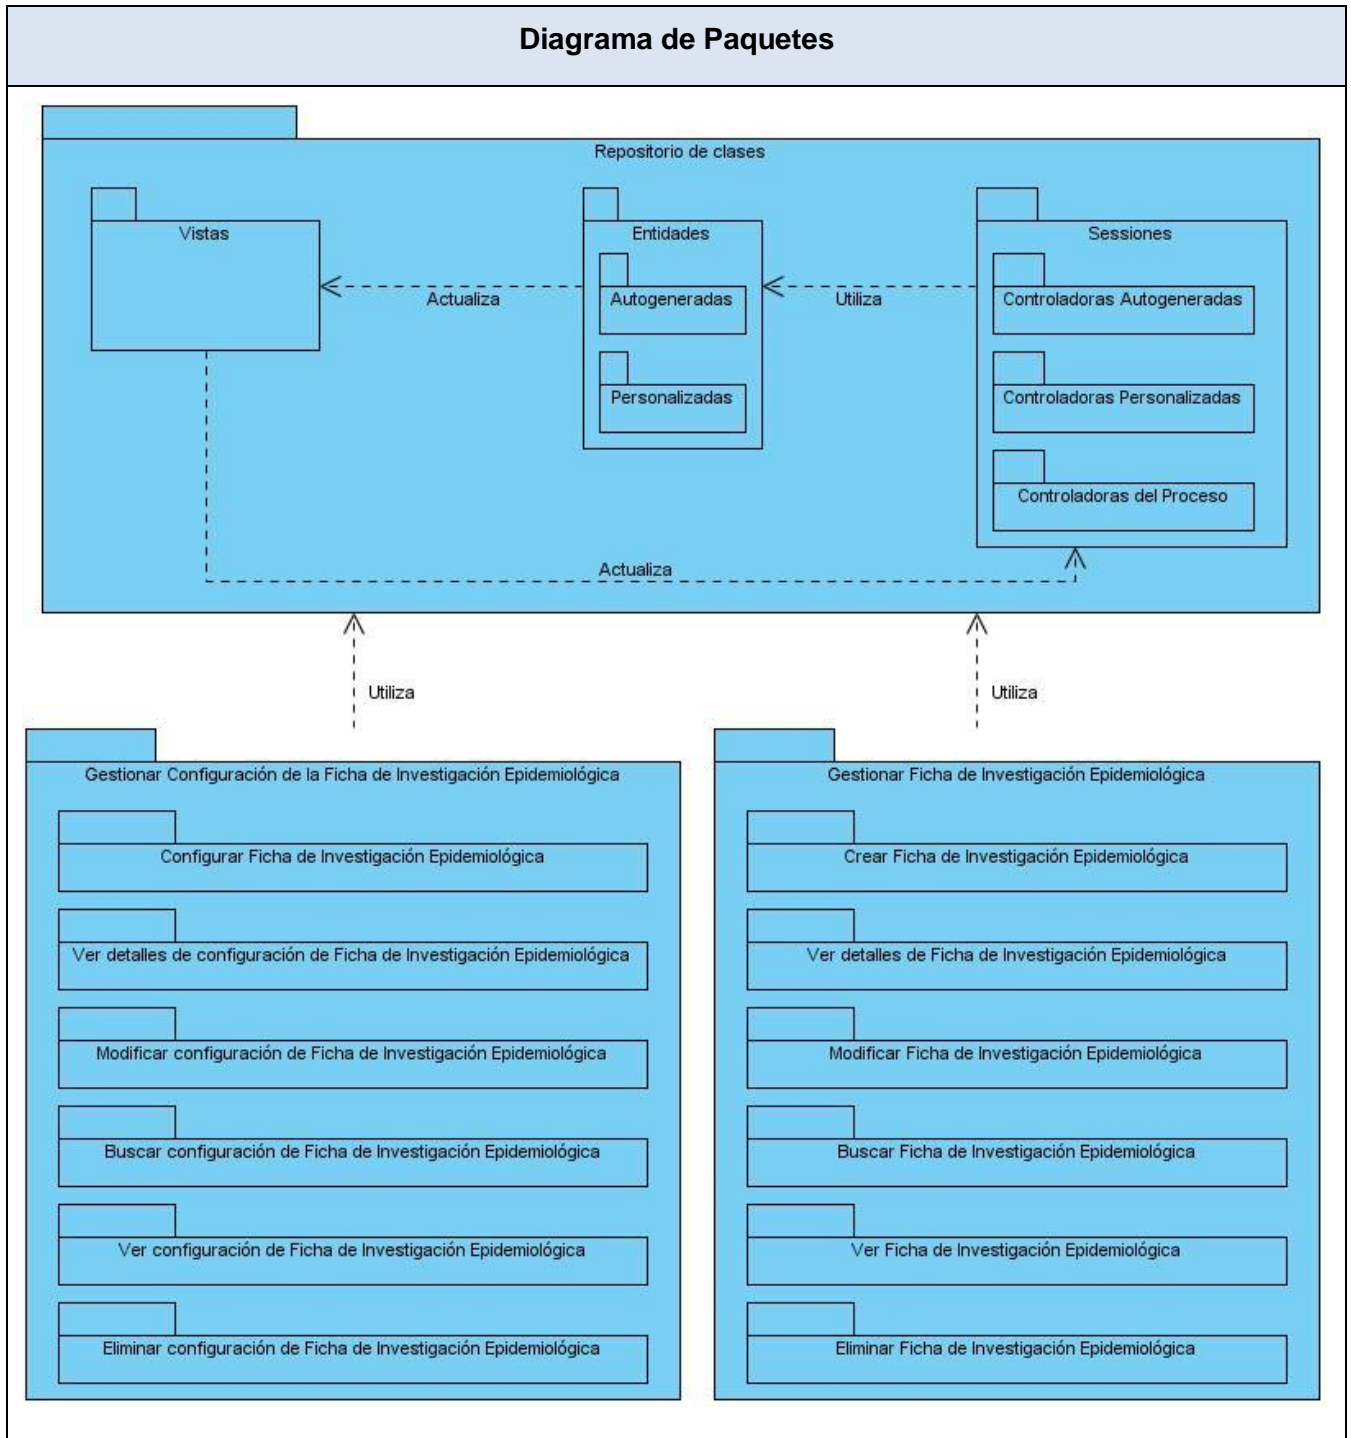 Diagrama de Paquetes
Repositorio de clases
Vistas
Entidades
Sessiones
Autogeneradas
Controladoras Autogeneradas
Actualiza
Utiliza
Personalizadas
Controladoras Personalizadas
Controladoras del Proceso
Actualiza
Utiliza
Utiliza
Gestionar Configuración de la Ficha de Investigación Epidemiológica
Configurar Ficha de Investigación Epidemiológica
Ver detalles de configuración de Ficha de Investigación Epidemiológica
Modificar configuración de Ficha de Investigación Epidemiológica
Buscar configuración de Ficha de Investigación Epidemiológica
Ver configuración de Ficha de Investigación Epidemiológica
Eliminar configuración de Ficha de Investigación Epidemiológica
Gestionar Ficha de Investigación Epidemiológica
Crear Ficha de Investigación Epidemiológica
Ver detalles de Ficha de Investigación Epidemiológica
Modificar Ficha de Investigación Epidemiológica
Buscar Ficha de Investigación Epidemiológica
Ver Ficha de Investigación Epidemiológica
Eliminar Ficha de Investigación Epidemiológica